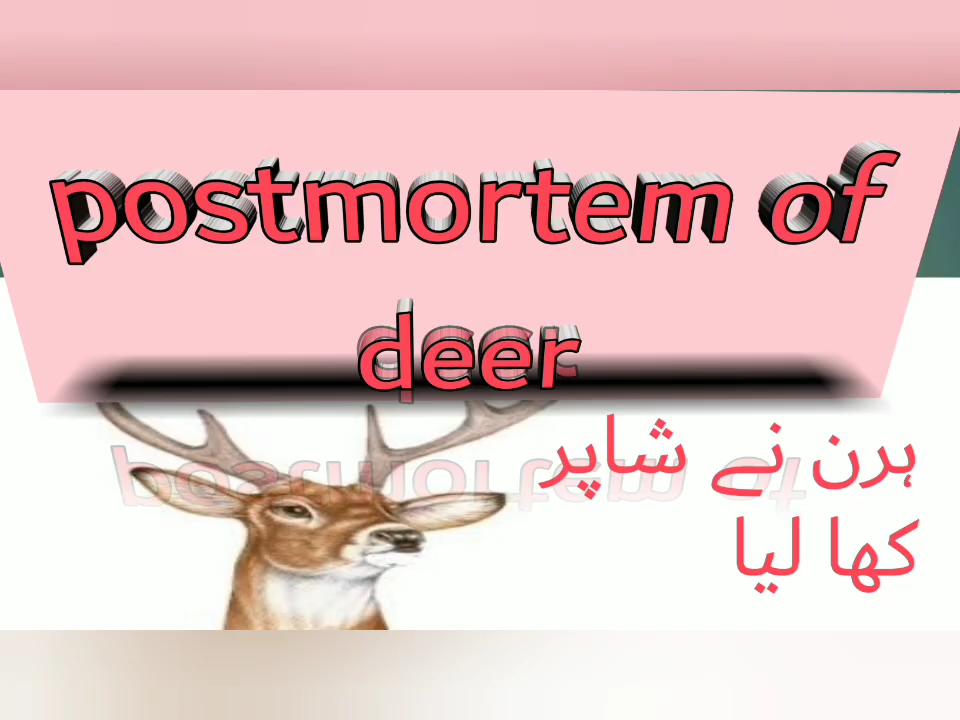 postmortem of
deer
ہرن نے شاپر
کھا لیا